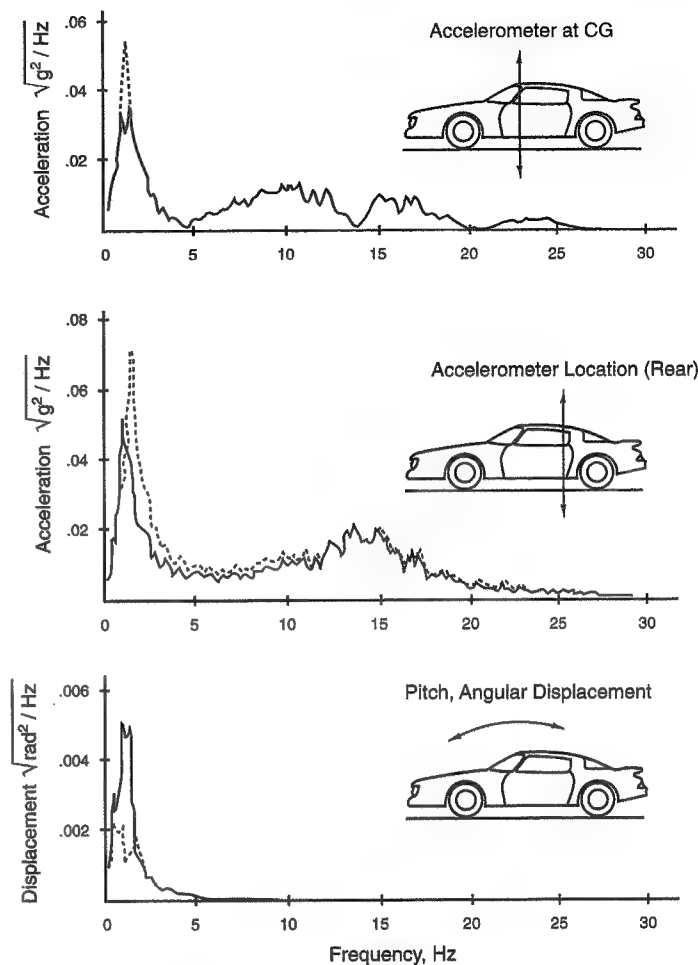 Accelerometer at CG
Acceleration √g² / Hz
.06
.04
.02
0 5 10 15 20 25 30
Accelerometer Location (Rear)
Acceleration √g² / Hz
.08
.06
.04
.02
0 5 10 15 20 25 30
Pitch, Angular Displacement
Displacement √rad² / Hz
.006
.004
.002
0 5 10 15 20 25 30
Frequency, Hz